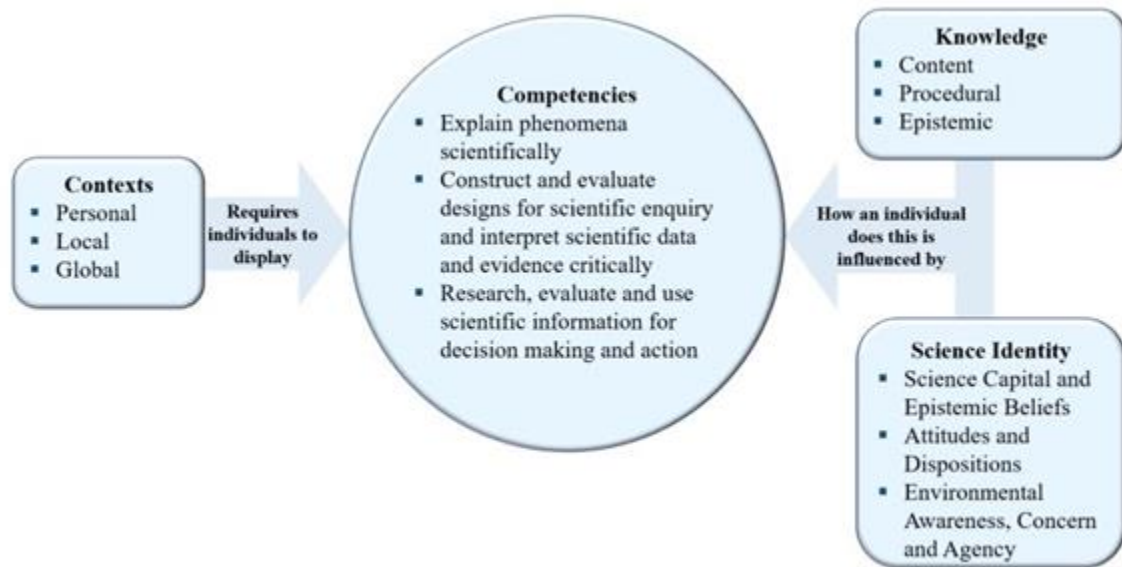 Contexts
▪ Personal
▪ Local
▪ Global
Requires
individuals to
display
Competencies
▪ Explain phenomena
scientifically
▪ Construct and evaluate
designs for scientific enquiry
and interpret scientific data
and evidence critically
▪ Research, evaluate and use
scientific information for
decision making and action
Knowledge
▪ Content
▪ Procedural
▪ Epistemic
How an individual
does this is
influenced by
Science Identity
▪ Science Capital and
Epistemic Beliefs
▪ Attitudes and
Dispositions
▪ Environmental
Awareness, Concern
and Agency